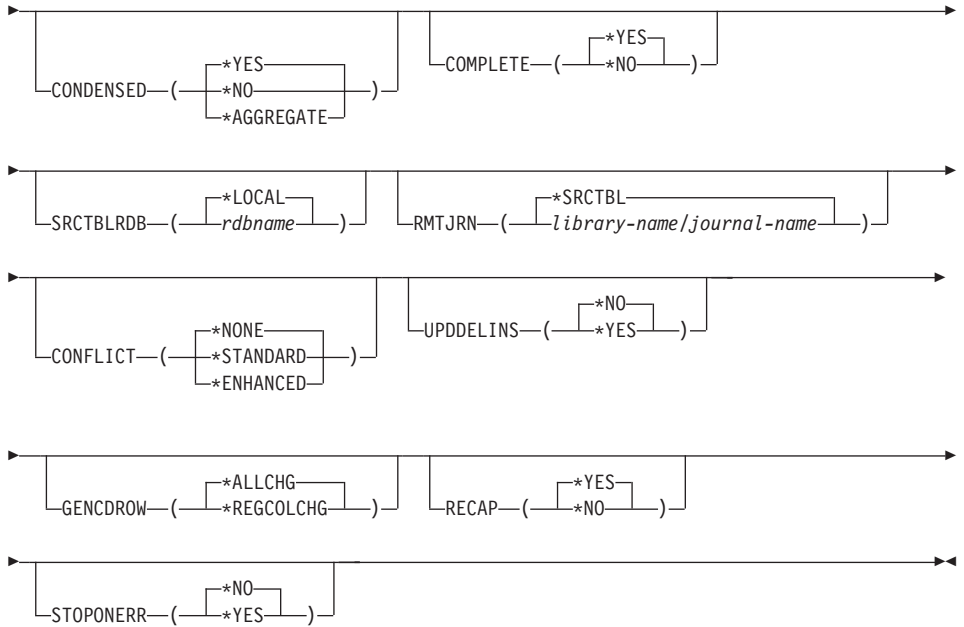 *YES
*YES
COMPLETE ( *NO )
CONDENSED ( *NO )
*AGGREGATE
*LOCAL *SRCTBL
SRCTBLRDB ( rdbname ) RMTJRN ( library-name/journal-name )
*NO
*NONE
UPDDELINS ( *YES )
CONFLICT ( *STANDARD )
*ENHANCED
*ALLCHG *YES
GENCDROW ( *REGCOLCHG ) RECAP ( *NO )
*NO
STOPONERR ( *YES )